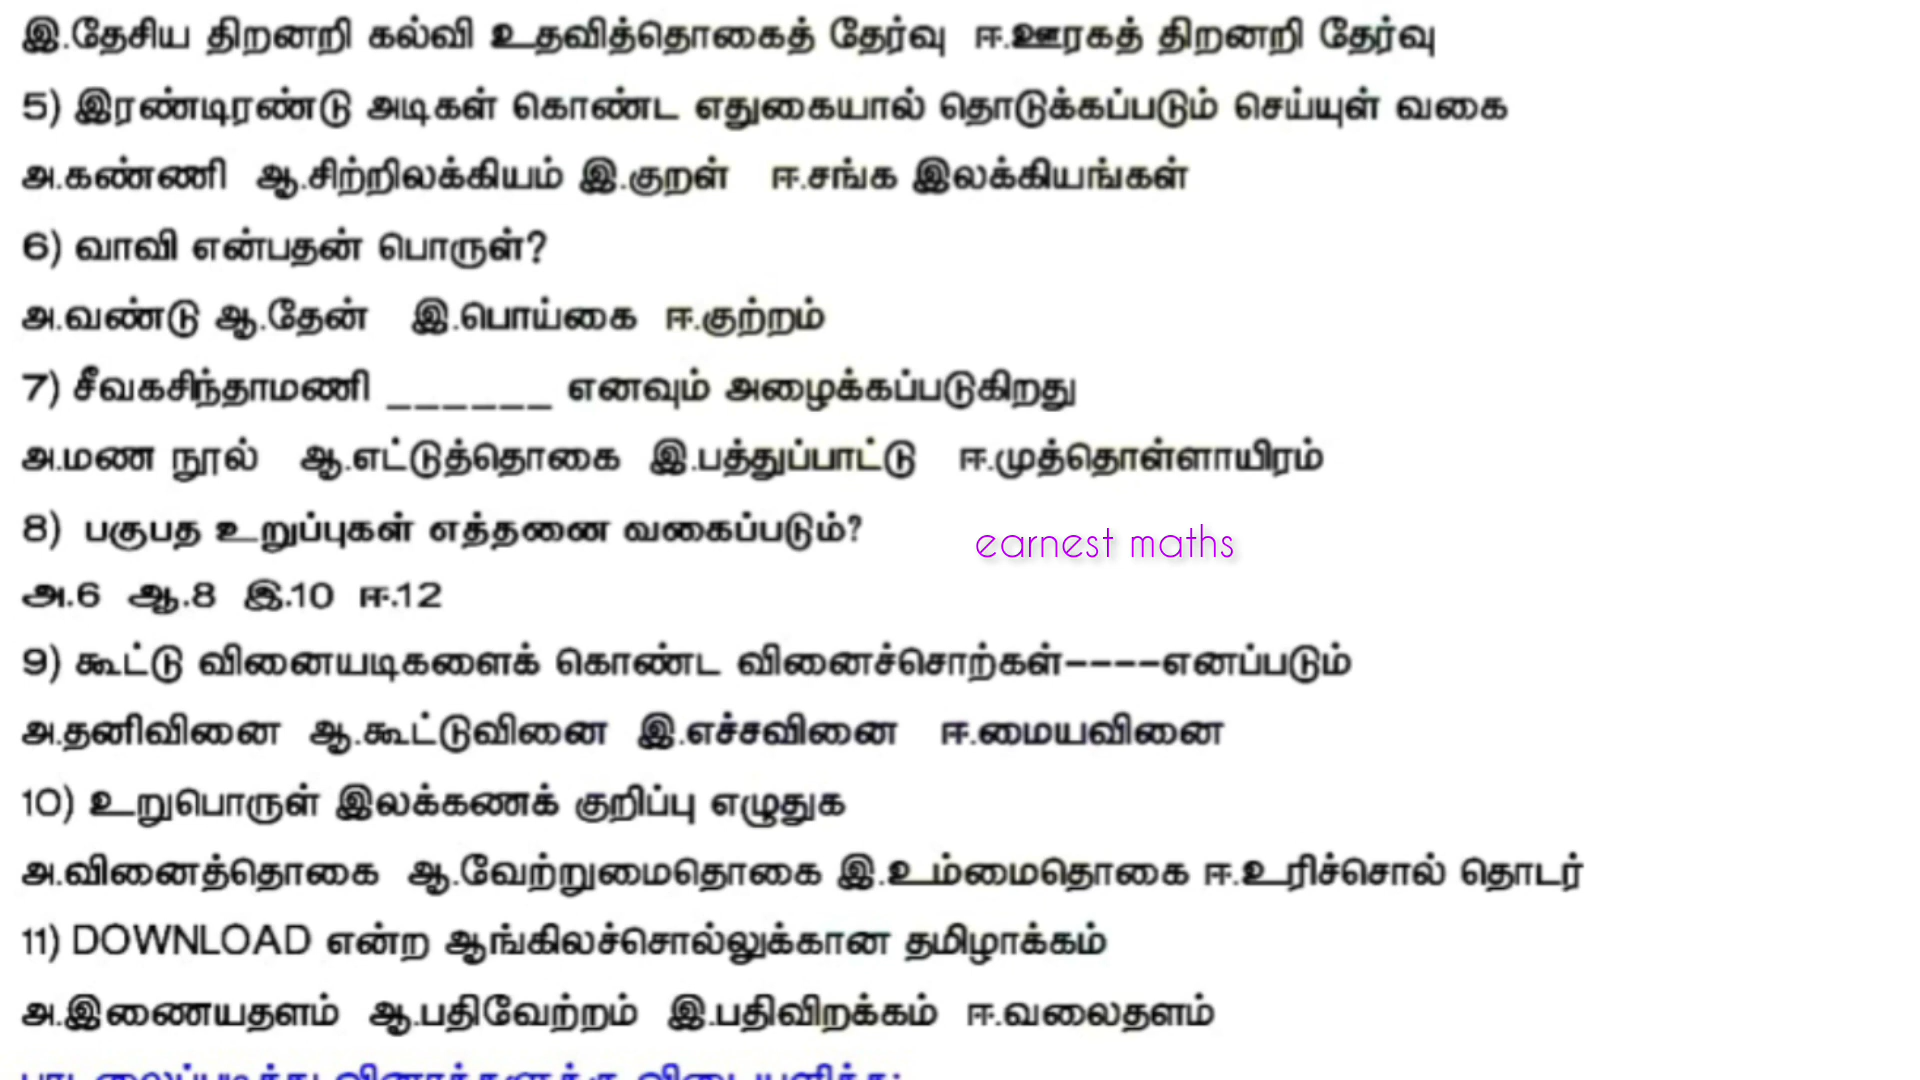 இ.தேசிய திறனறி கல்வி உதவித்தொகைத் தேர்வு ஈ.ஊரகத் திறனறி தேர்வு
5) இரண்டிரண்டு அடிகள் கொண்ட எதுகையால் தொடுக்கப்படும் செய்யுள் வகை
அ.கண்ணி ஆ.சிற்றிலக்கியம் இ.குறள் ஈ.சங்க இலக்கியங்கள்
6) வாவி என்பதன் பொருள்?
அ.வண்டு ஆ.தேன் இ.பொய்கை ஈ.குற்றம்
7) சீவகசிந்தாமணி ______ எனவும் அழைக்கப்படுகிறது
அ.மண நூல் ஆ.எட்டுத்தொகை இ.பத்துப்பாட்டு ஈ.முத்தொள்ளாயிரம்
8) பகுபத உறுப்புகள் எத்தனை வகைப்படும்?
earnest maths
அ.6 ஆ.8 இ.10 ஈ.12
9) கூட்டு வினையடிகளைக் கொண்ட வினைச்சொற்கள்----எனப்படும்
அ.தனிவினை ஆ.கூட்டுவினை இ.எச்சவினை ஈ.மையவினை
10) உறுபொருள் இலக்கணக் குறிப்பு எழுதுக
அ.வினைத்தொகை ஆ.வேற்றுமைதொகை இ.உம்மைதொகை ஈ.உரிச்சொல் தொடர்
11) DOWNLOAD என்ற ஆங்கிலச்சொல்லுக்கான தமிழாக்கம்
அ.இணையதளம் ஆ.பதிவேற்றம் இ.பதிவிறக்கம் ஈ.வலைதளம்